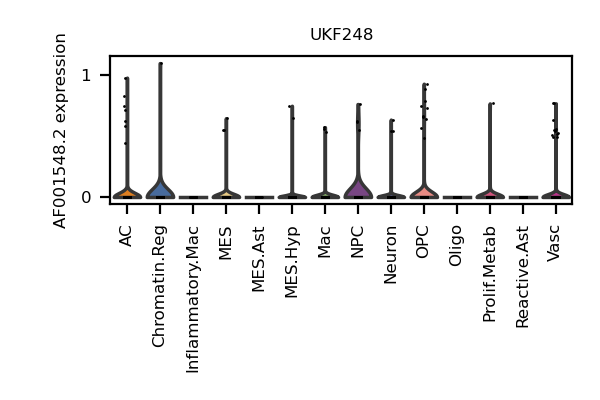 UKF248
AF001548.2 expression
1
0
AC
Chromatin.Reg
Inflammatory.Mac
MES
MES.Ast
MES.Hyp
Mac
NPC
Neuron
OPC
Oligo
Prolif.Metab
Reactive.Ast
Vasc